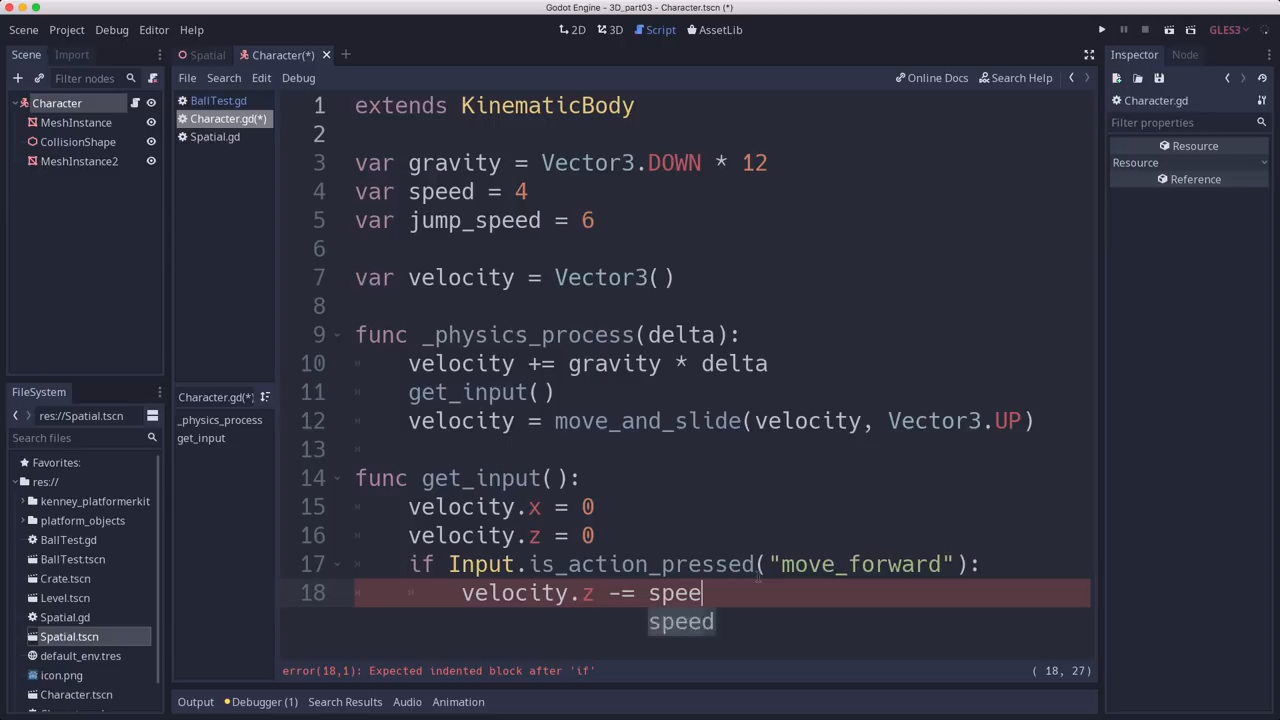 Godot Engine - 3D_part03 - Character.tscn (*)
Scene Project Debug Editor Help
2D 3D Script AssetLib
GLES3
Scene Import
Spatial Character(*)
Inspector Node
Filter nodes
File Search Edit Debug
Online Docs Search Help
Character
MeshInstance
CollisionShape
MeshInstance2
BallTest.gd
Character.gd(*)
Spatial.gd
Character.gd
Filter properties
Resource
Resource
Reference
1 extends KinematicBody
2
3 var gravity = Vector3.DOWN * 12
4 var speed = 4
5 var jump_speed = 6
6
7 var velocity = Vector3()
8
9 func _physics_process(delta):
10 velocity += gravity * delta
11 get_input()
12 velocity = move_and_slide(velocity, Vector3.UP)
13
14 func get_input():
15 velocity.x = 0
16 velocity.z = 0
17 if Input.is_action_pressed("move_forward"):
18 velocity.z -= spee
speed
error(18,1): Expected indented block after 'if'
( 18, 27)
Character.gd(*)
_physics_process
get_input
FileSystem
res://Spatial.tscn
Search files
Favorites:
res://
kenney_platformerkit
platform_objects
BallTest.gd
BallTest.tscn
Crate.tscn
Level.tscn
Spatial.gd
Spatial.tscn
default_env.tres
icon.png
Character.tscn
Output Debugger (1) Search Results Audio Animation